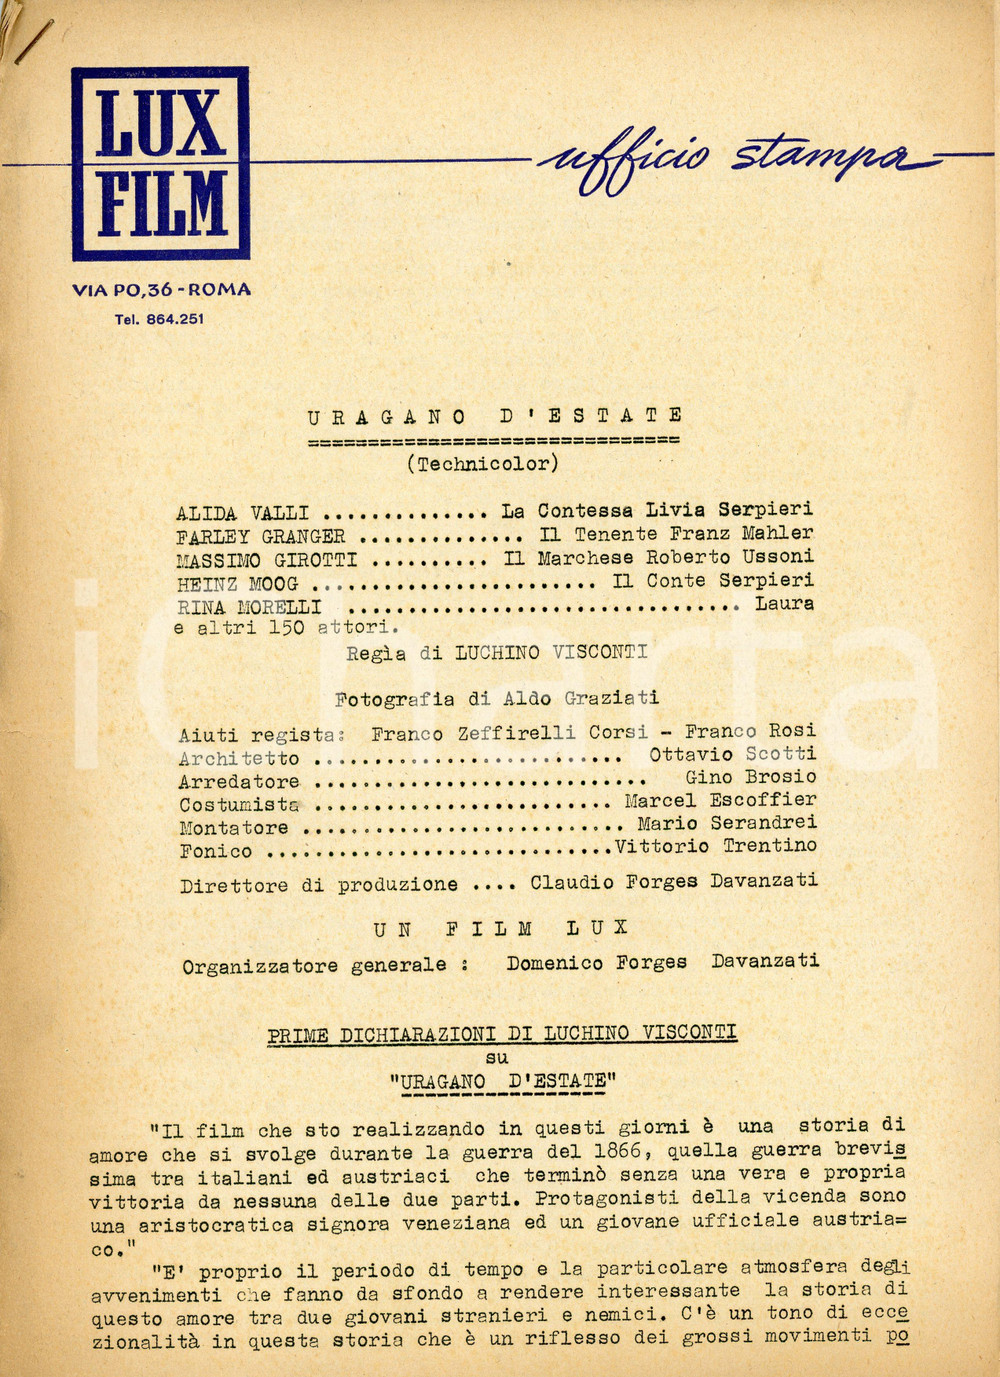 LUX
FILM
ufficio stampa
VIA PO,36 - ROMA
Tel. 864.251
URAGANO D'ESTATE
===============================
(Technicolor)
ALIDA VALLI .............. La Contessa Livia Serpieri
FARLEY GRANGER .............. Il Tenente Franz Mahler
MASSIMO GIROTTI .......... Il Marchese Roberto Ussoni
HEINZ MOOG ........................ Il Conte Serpieri
RINA MORELLI ................................. Laura
e altri 150 attori.
Regìa di LUCHINO VISCONTI
Fotografia di Aldo Graziati
Aiuti regista: Franco Zeffirelli Corsi - Franco Rosi
Architetto .......................... Ottavio Scotti
Arredatore ............................ Gino Brosio
Costumista ......................... Marcel Escoffier
Montatore ........................... Mario Serandrei
Fonico .............................Vittorio Trentino
Direttore di produzione .... Claudio Forges Davanzati
UN FILM LUX
Organizzatore generale : Domenico Forges Davanzati
PRIME DICHIARAZIONI DI LUCHINO VISCONTI
su
"URAGANO D'ESTATE"
"Il film che sto realizzando in questi giorni è una storia di
amore che si svolge durante la guerra del 1866, quella guerra brevis
sima tra italiani ed austriaci che terminò senza una vera e propria
vittoria da nessuna delle due parti. Protagonisti della vicenda sono
una aristocratica signora veneziana ed un giovane ufficiale austria=
co."
"E' proprio il periodo di tempo e la particolare atmosfera degli
avvenimenti che fanno da sfondo a rendere interessante la storia di
questo amore tra due giovani stranieri e nemici. C'è un tono di ecce
zionalità in questa storia che è un riflesso dei grossi movimenti po
iCharta